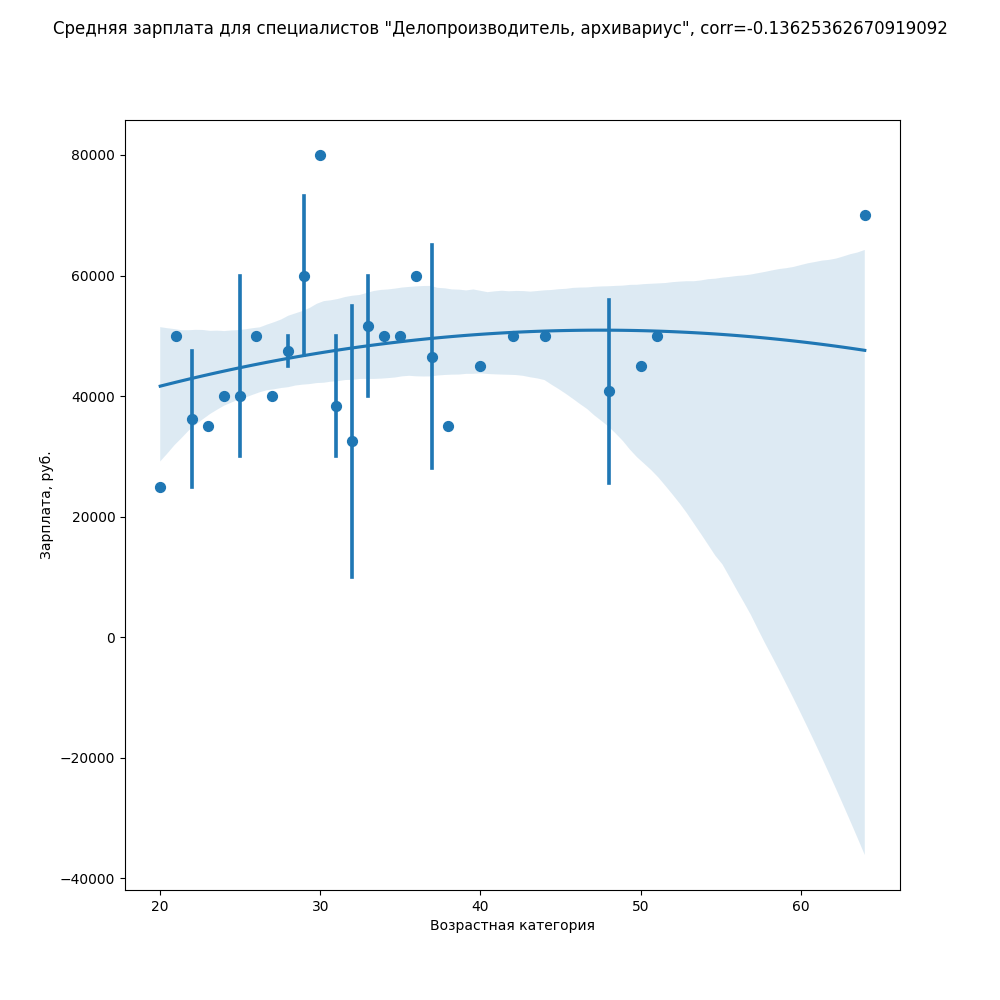 Средняя зарплата для специалистов "Делопроизводитель, архивариус", corr=-0.13625362670919092
80000
60000
40000
20000
0
−20000
−40000
Зарплата, руб.
20 30 40 50 60
Возрастная категория